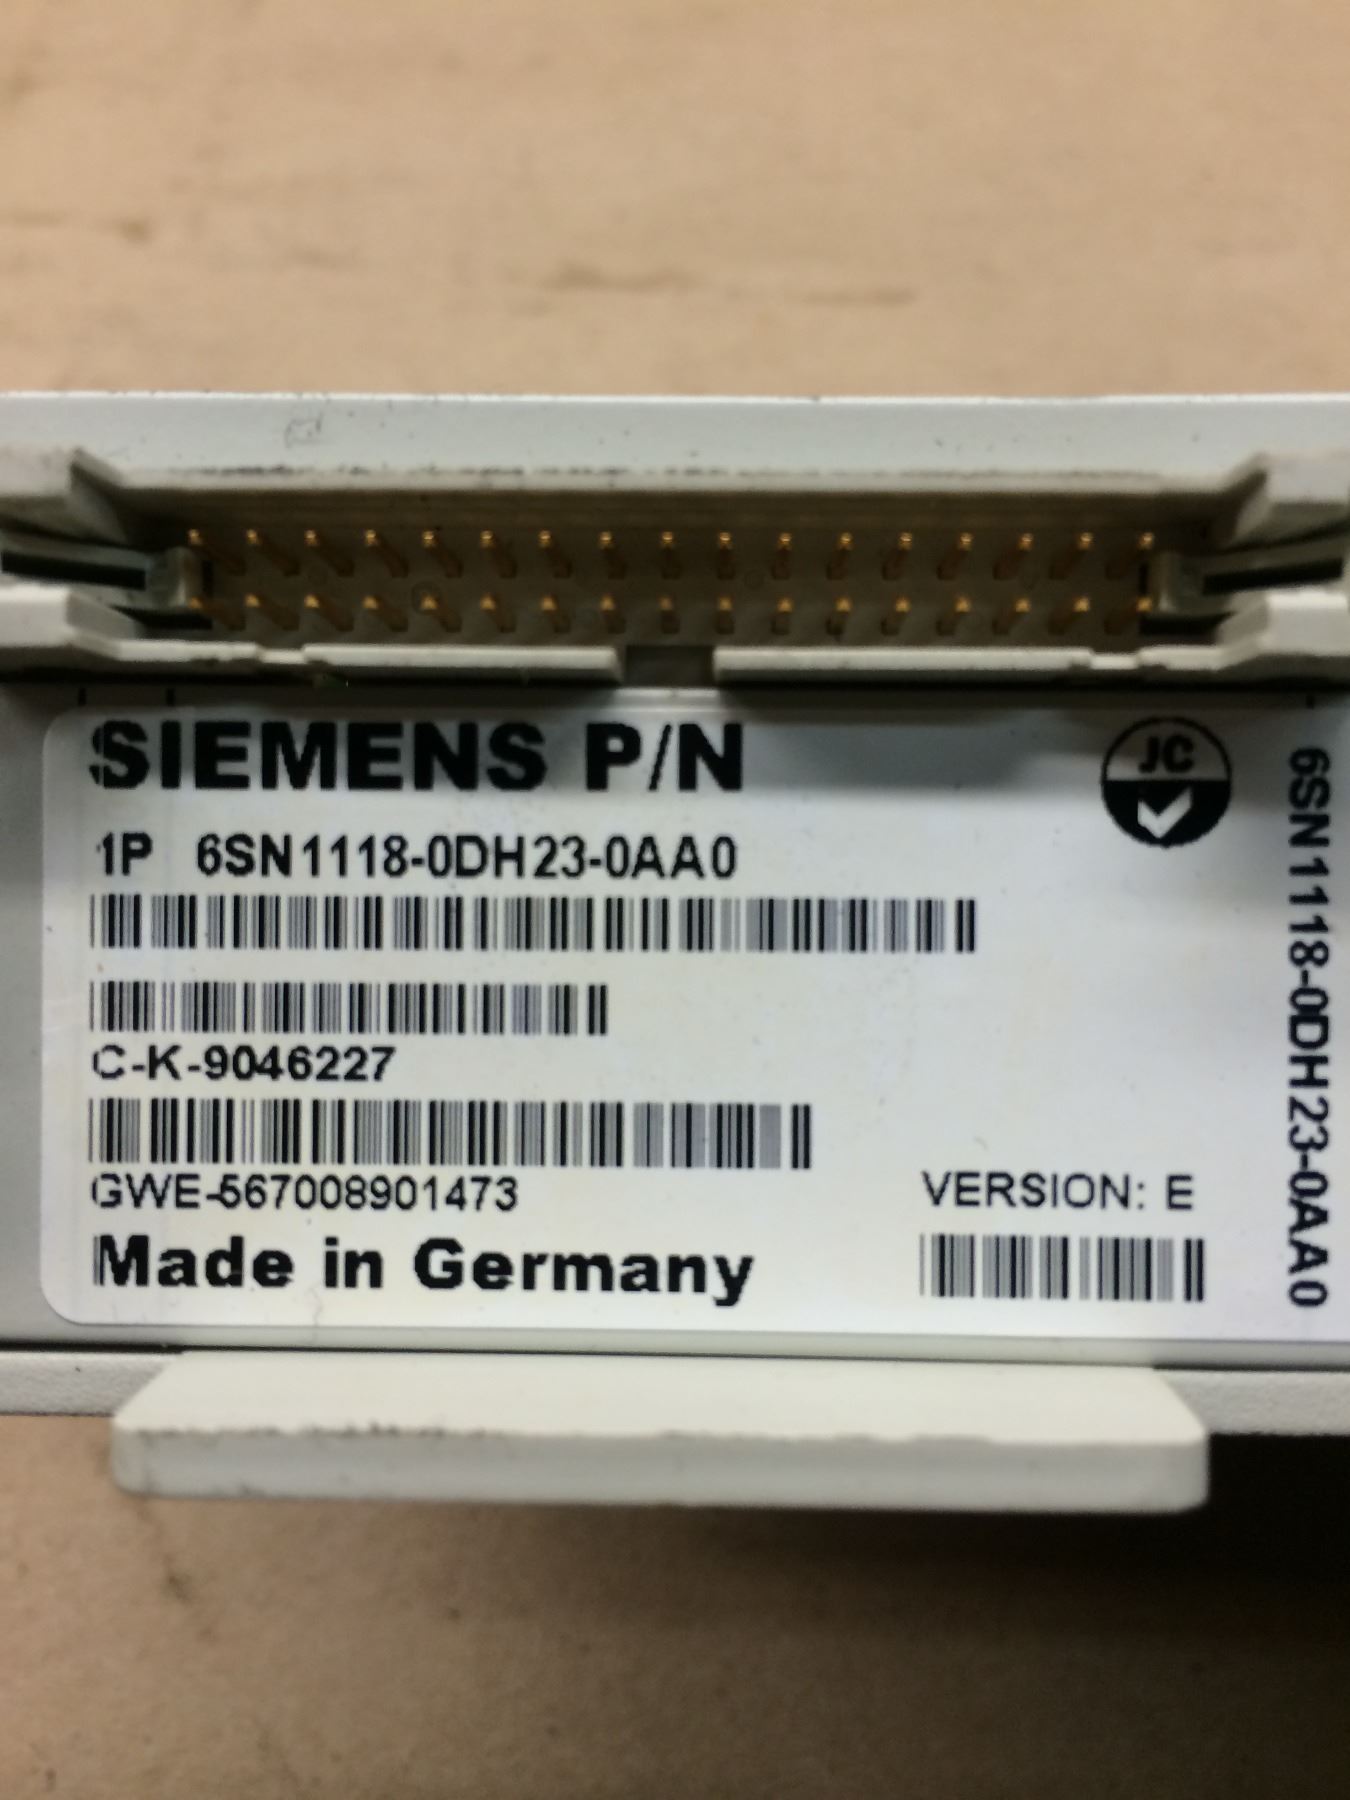 SIEMENS P/N
JC
1P 6SN1118-0DH23-0AA0
C-K-9046227
GWE-567008901473
VERSION: E
Made in Germany
6SN1118-0DH23-0AA0